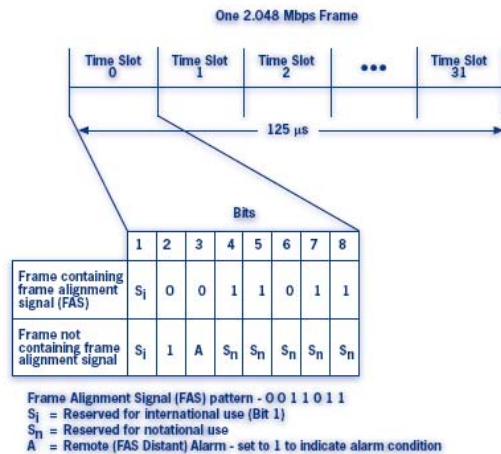 One 2.048 Mbps Frame
Time Slot 0
Time Slot 1
Time Slot 2
•••
Time Slot 31
125 µs
Bits
1 2 3 4 5 6 7 8
Frame containing frame alignment signal (FAS)
Si 0 0 1 1 0 1 1
Frame not containing frame alignment signal
Si 1 A Sn Sn Sn Sn Sn
Frame Alignment Signal (FAS) pattern - 0 0 1 1 0 1 1
Si = Reserved for international use (Bit 1)
Sn = Reserved for notational use
A = Remote (FAS Distant) Alarm - set to 1 to indicate alarm condition